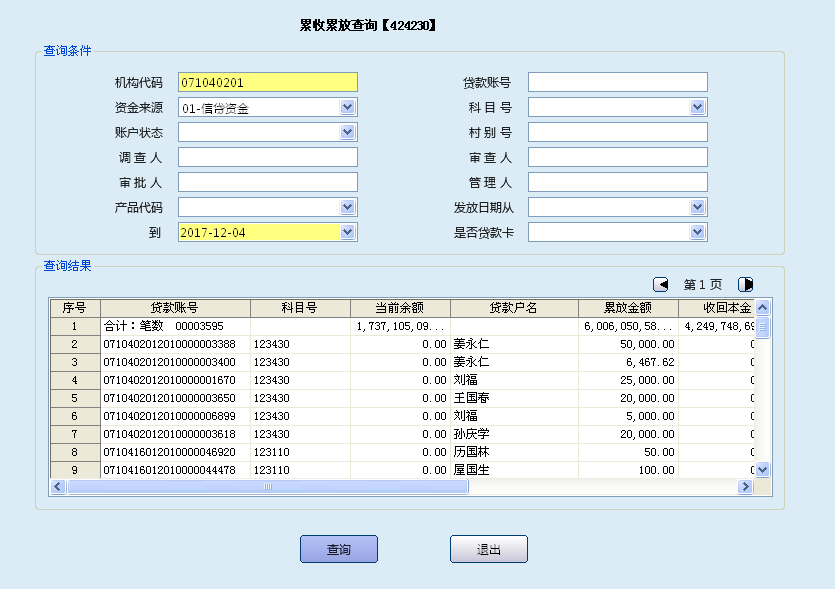 累收累放查询【424230】
查询条件
机构代码 071040201 贷款账号
资金来源 01-信贷资金 科目号
账户状态 村别号
调查人 审查人
审批人 管理人
产品代码 发放日期从
到 2017-12-04 是否贷款卡
查询结果
第1页
序号 贷款账号 科目号 当前余额 贷款户名 累放金额 收回本金
1 合计：笔数 00003595 1,737,105,09... 6,006,050,58... 4,249,748,69
2 0710402012010000003388 123430 0.00 姜永仁 50,000.00 0
3 0710402012010000003400 123430 0.00 姜永仁 6,467.62 0
4 0710402012010000001670 123430 0.00 刘福 25,000.00 0
5 0710402012010000003650 123430 0.00 王国春 20,000.00 0
6 0710402012010000006899 123430 0.00 刘福 5,000.00 0
7 0710402012010000003618 123430 0.00 孙庆学 20,000.00 0
8 0710416012010000046920 123110 0.00 历国林 50.00 0
9 0710416012010000044478 123110 0.00 屋国生 100.00 0
查询 退出